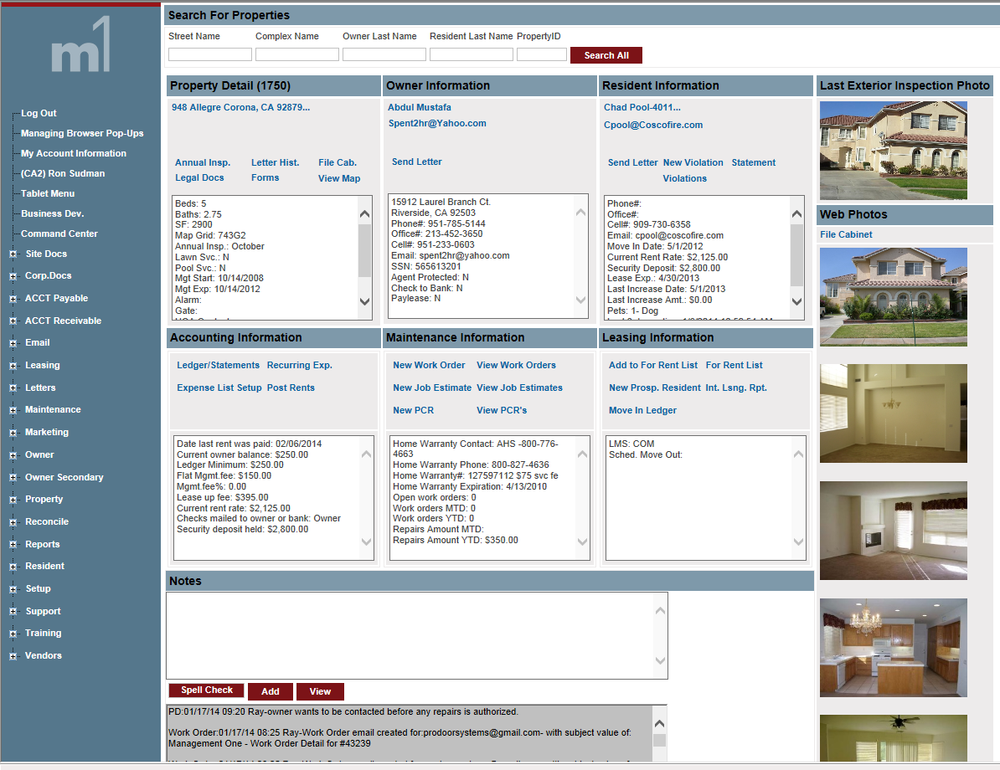 m1
Log Out
Managing Browser Pop-Ups
My Account Information
(CA2) Ron Sudman
Tablet Menu
Business Dev.
Command Center
Site Docs
Corp.Docs
ACCT Payable
ACCT Receivable
Email
Leasing
Letters
Maintenance
Marketing
Owner
Owner Secondary
Property
Reconcile
Reports
Resident
Setup
Support
Training
Vendors
Search For Properties
Street Name Complex Name Owner Last Name Resident Last Name PropertyID
Search All
Property Detail (1750)
948 Allegre Corona, CA 92879...
Annual Insp. Letter Hist. File Cab.
Legal Docs Forms View Map
Beds: 5
Baths: 2.75
SF: 2900
Map Grid: 743G2
Annual Insp.: October
Lawn Svc.: N
Pool Svc.: N
Mgt Start: 10/14/2008
Mgt Exp: 10/14/2012
Alarm:
Gate:
Owner Information
Abdul Mustafa
Spent2hr@Yahoo.com
Send Letter
15912 Laurel Branch Ct.
Riverside, CA 92503
Phone#: 951-785-5144
Office#: 213-452-3650
Cell#: 951-233-0603
Email: spent2hr@yahoo.com
SSN: 565613201
Agent Protected: N
Check to Bank: N
Paylease: N
Resident Information
Chad Pool-4011...
Cpool@Coscofire.com
Send Letter New Violation Statement
Violations
Phone#:
Office#:
Cell#: 909-730-6358
Email: cpool@coscofire.com
Move In Date: 5/1/2012
Current Rent Rate: $2,125.00
Security Deposit: $2,800.00
Lease Exp.: 4/30/2013
Last Increase Date: 5/1/2013
Last Increase Amt.: $0.00
Pets: 1- Dog
Last Exterior Inspection Photo
Web Photos
File Cabinet
Accounting Information
Ledger/Statements Recurring Exp.
Expense List Setup Post Rents
Date last rent was paid: 02/06/2014
Current owner balance: $250.00
Ledger Minimum: $250.00
Flat Mgmt.fee: $150.00
Mgmt.fee%: 0.00
Lease up fee: $395.00
Current rent rate: $2,125.00
Checks mailed to owner or bank: Owner
Security deposit held: $2,800.00
Maintenance Information
New Work Order View Work Orders
New Job Estimate View Job Estimates
New PCR View PCR's
Home Warranty Contact: AHS -800-776-
4663
Home Warranty Phone: 800-827-4636
Home Warranty#: 127597112 $75 svc fe
Home Warranty Expiration: 4/13/2010
Open work orders: 0
Work orders MTD: 0
Work orders YTD: 0
Repairs Amount MTD:
Repairs Amount YTD: $350.00
Leasing Information
Add to For Rent List For Rent List
New Prosp. Resident Int. Lsng. Rpt.
Move In Ledger
LMS: COM
Sched. Move Out:
Notes
Spell Check Add View
PD:01/17/14 09:20 Ray-owner wants to be contacted before any repairs is authorized.
Work Order:01/17/14 08:25 Ray-Work Order email created for:prodoorsystems@gmail.com- with subject value of:
Management One - Work Order Detail for #43239